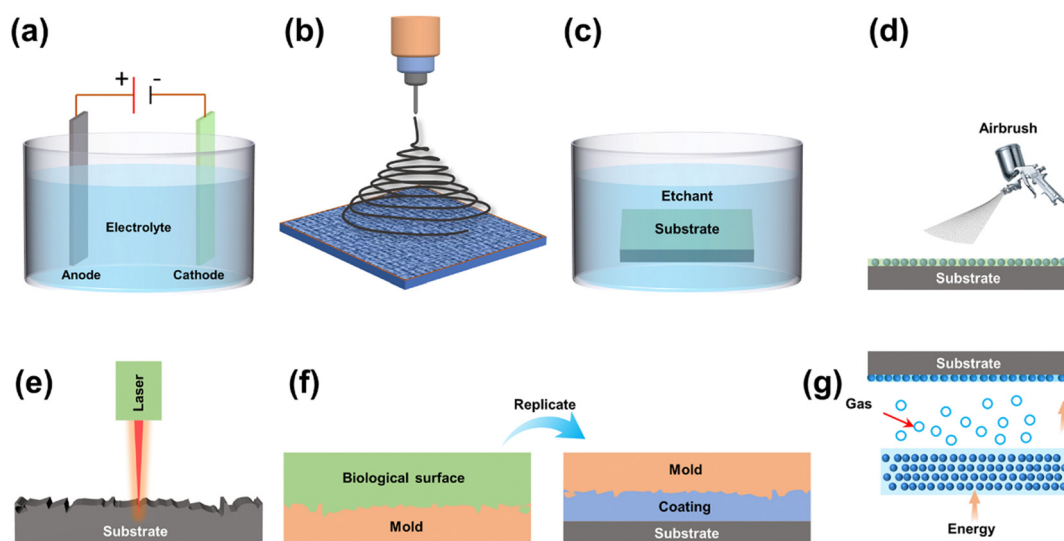 (a)
+ -
Electrolyte
Anode
Cathode
(b)
(c)
Etchant
Substrate
(d)
Airbrush
Substrate
(e)
Laser
Substrate
(f)
Replicate
Biological surface
Mold
Mold
Coating
Substrate
(g)
Substrate
Gas
Energy